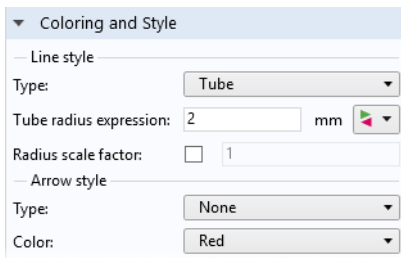 Coloring and Style
Line style
Type: Tube
Tube radius expression: 2 mm
Radius scale factor: 1
Arrow style
Type: None
Color: Red